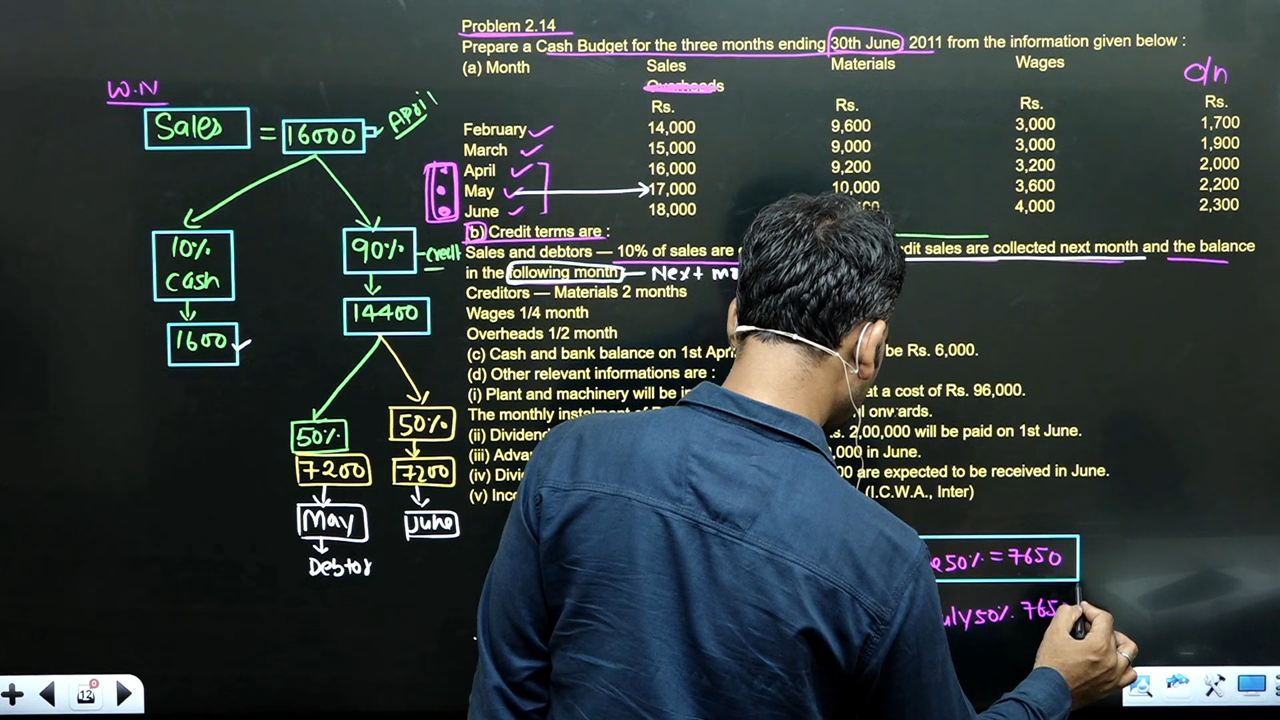 Problem 2.14
Prepare a Cash Budget for the three months ending 30th June, 2011 from the information given below :
(a) Month Sales Materials Wages O/H
Overheads
Rs. Rs. Rs. Rs.
February 14,000 9,600 3,000 1,700
March 15,000 9,000 3,000 1,900
April 16,000 9,200 3,200 2,000
May 17,000 10,000 3,600 2,200
June 18,000 4,000 2,300
b) Credit terms are :
Sales and debtors — 10% of sales are sales are collected next month and the balance
in the following month — Next
Creditors — Materials 2 months
Wages 1/4 month
Overheads 1/2 month
(c) Cash and bank balance on 1st be Rs. 6,000.
(d) Other relevant informations are :
(i) Plant and machinery will be at a cost of Rs. 96,000.
The monthly onwards.
(ii) 2,00,000 will be paid on 1st June.
(iii) in June.
(iv) are expected to be received in June.
(v) (I.C.W.A., Inter)
W.N
Sales = 16000 April
10% cash
1600
90% credit
14400
50% 50%
7200 7200
May June
Debtor
50% = 7650
50%
12